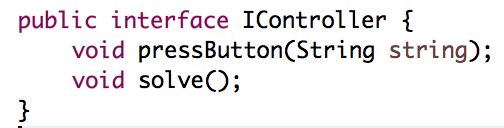 public interface IController {
    void pressButton(String string);
    void solve();
}